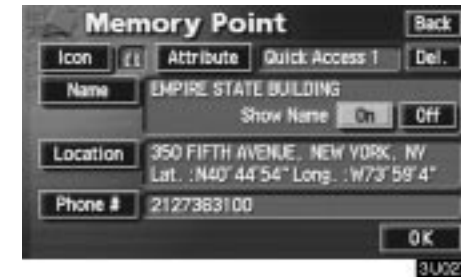 Memory Point Back
Icon Attribute Quick Access 1 Del.
Name EMPIRE STATE BUILDING
Show Name On Off
Location 350 FIFTH AVENUE, NEW YORK, NY
Lat. :N40°44'54" Long. :W73°59'4"
Phone # 2127363100
OK
3U027